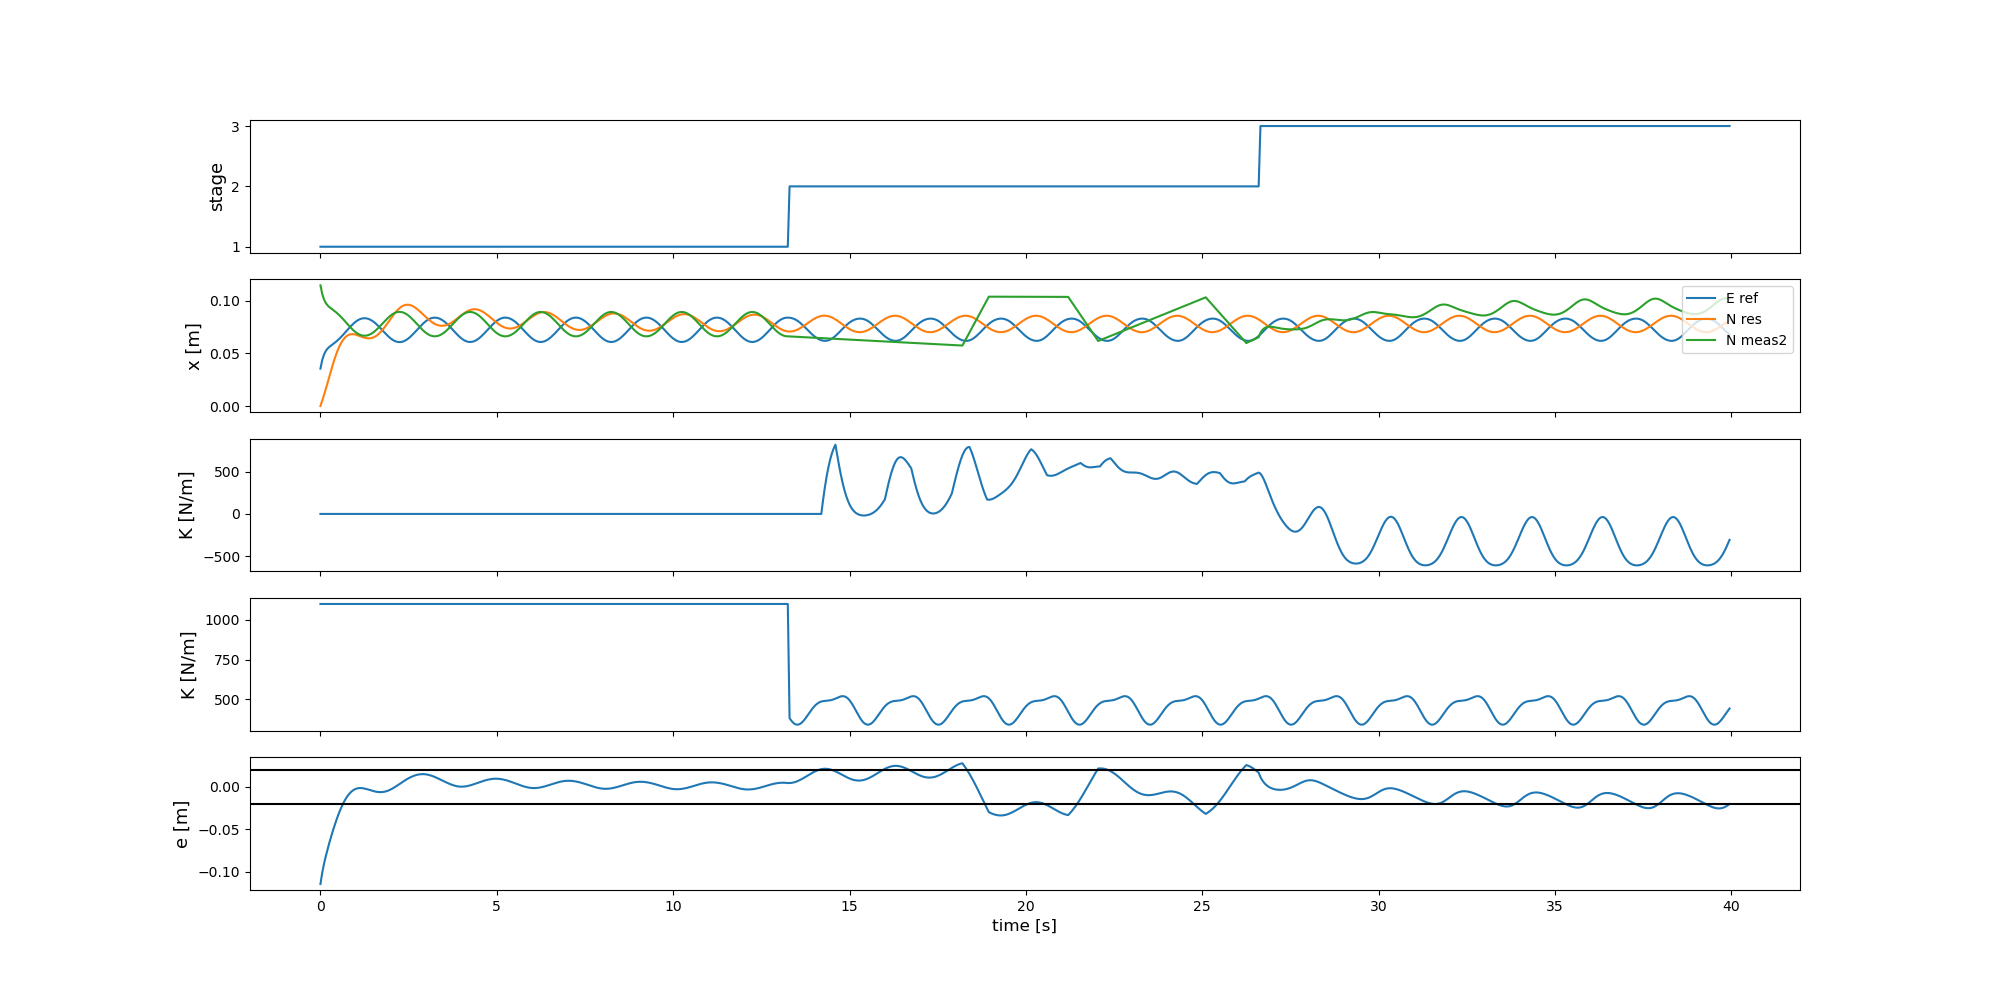 stage
3
2
1
x [m]
0.10
0.05
0.00
E ref
N res
N meas2
K [N/m]
500
0
−500
K [N/m]
1000
750
500
e [m]
0.00
−0.05
−0.10
0 5 10 15 20 25 30 35 40
time [s]